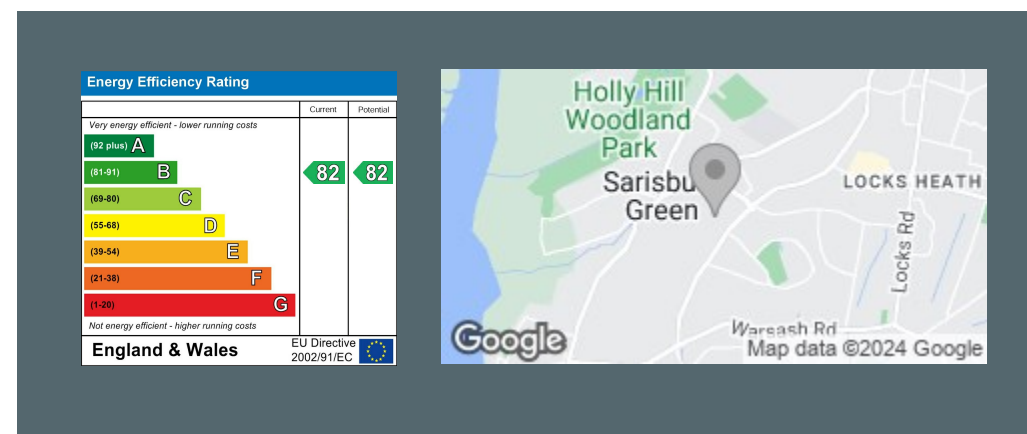 Energy Efficiency Rating
Current Potential
Very energy efficient - lower running costs
(92 plus) A
(81-91) B 82 82
(69-80) C
(55-68) D
(39-54) E
(21-38) F
(1-20) G
Not energy efficient - higher running costs
England & Wales
EU Directive
2002/91/EC
Holly Hill
Woodland
Park
Sarisbu
Green
LOCKS HEATH
Locks Rd
Warsash Rd
Google
Map data ©2024 Google